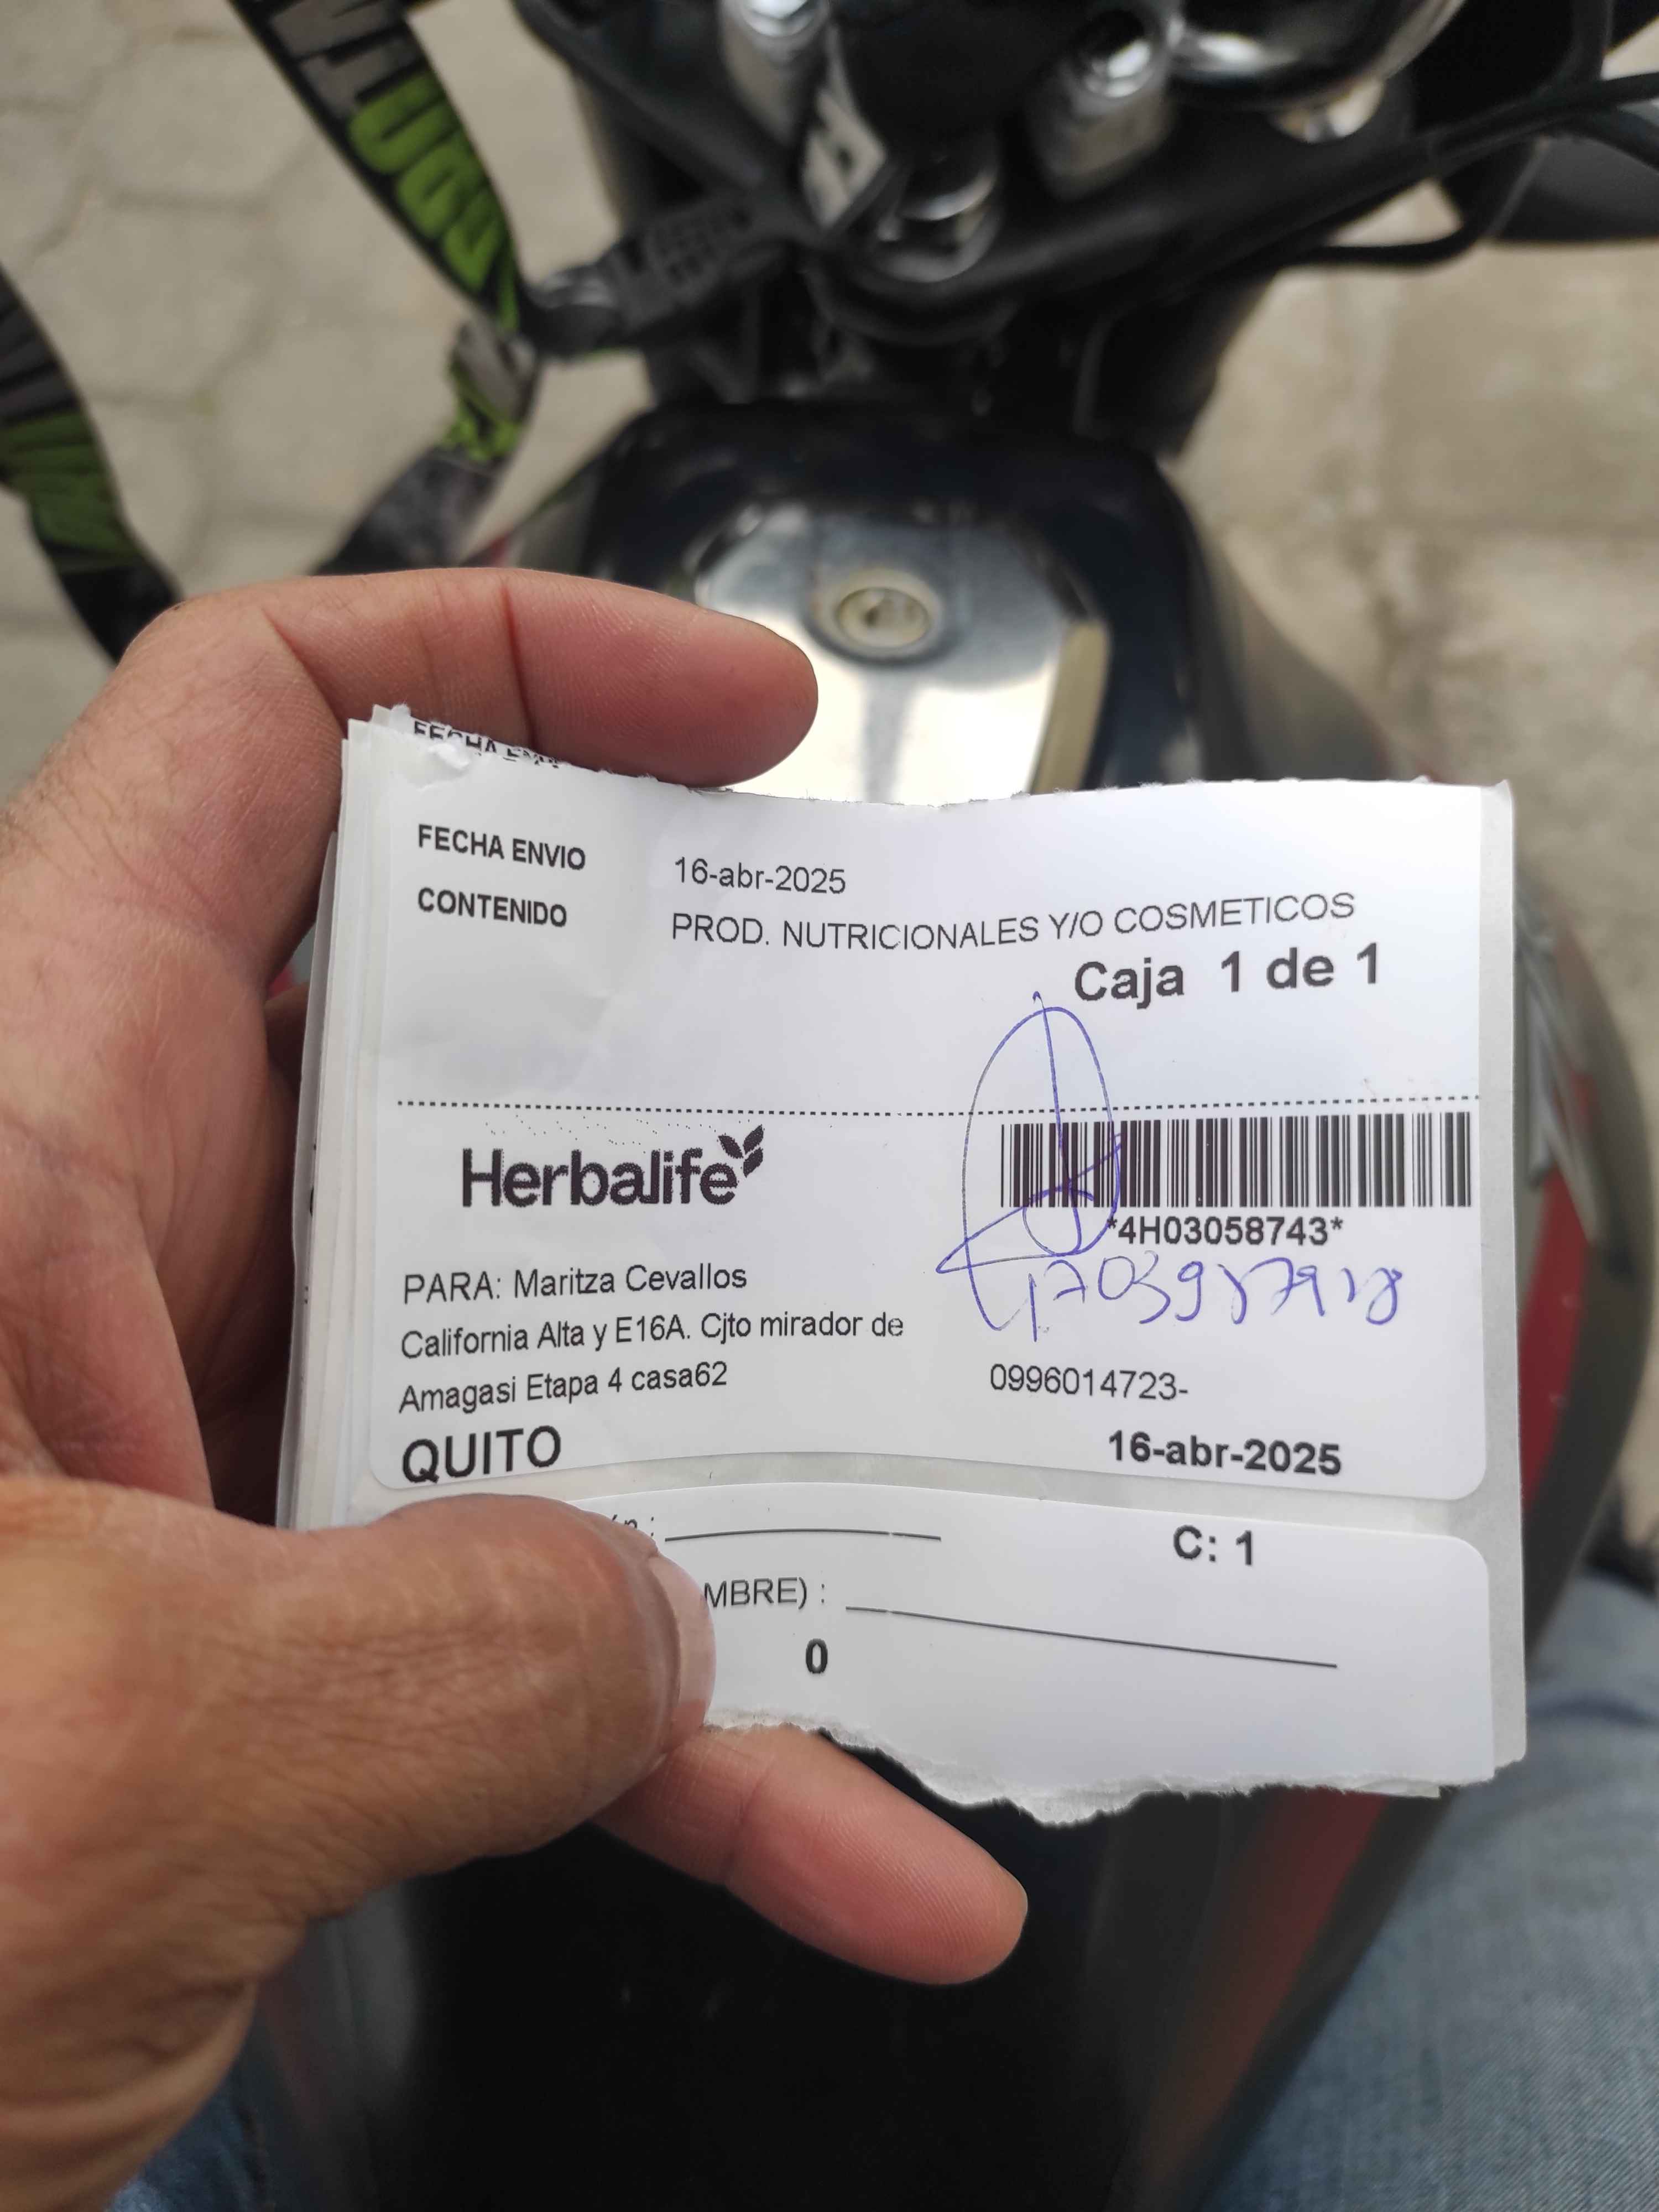 FECHA ENVIO 16-abr-2025
CONTENIDO PROD. NUTRICIONALES Y/O COSMETICOS
Caja 1 de 1
Herbalife
*4H03058743*
PARA: Maritza Cevallos
California Alta y E16A. Cjto mirador de
Amagasi Etapa 4 casa62
0996014723-
QUITO
16-abr-2025
C: 1
MBRE) :
0